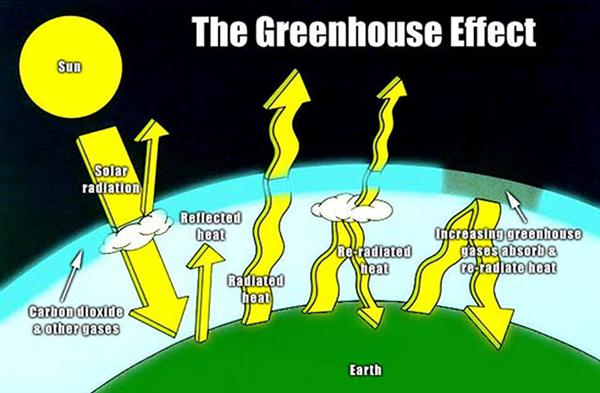 The Greenhouse Effect
Sun
Solar
radiation
Reflected
heat
Radiated
heat
Re-radiated
heat
Increasing greenhouse
gases absorb &
re-radiate heat
Carbon dioxide
& other gases
Earth